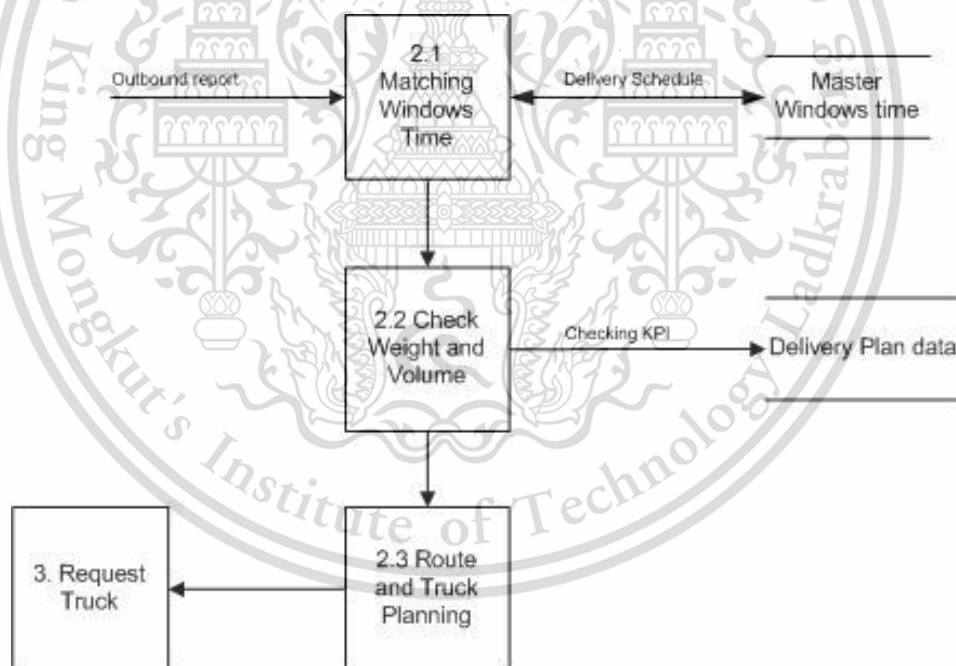 2.1
Matching
Windows
Time
Outbound report
Delivery Schedule
Master
Windows time
2.2 Check
Weight and
Volume
Checking KPI
Delivery Plan data
2.3 Route
and Truck
Planning
3. Request
Truck
King Mongkut's Institute of Technology Ladkrabang